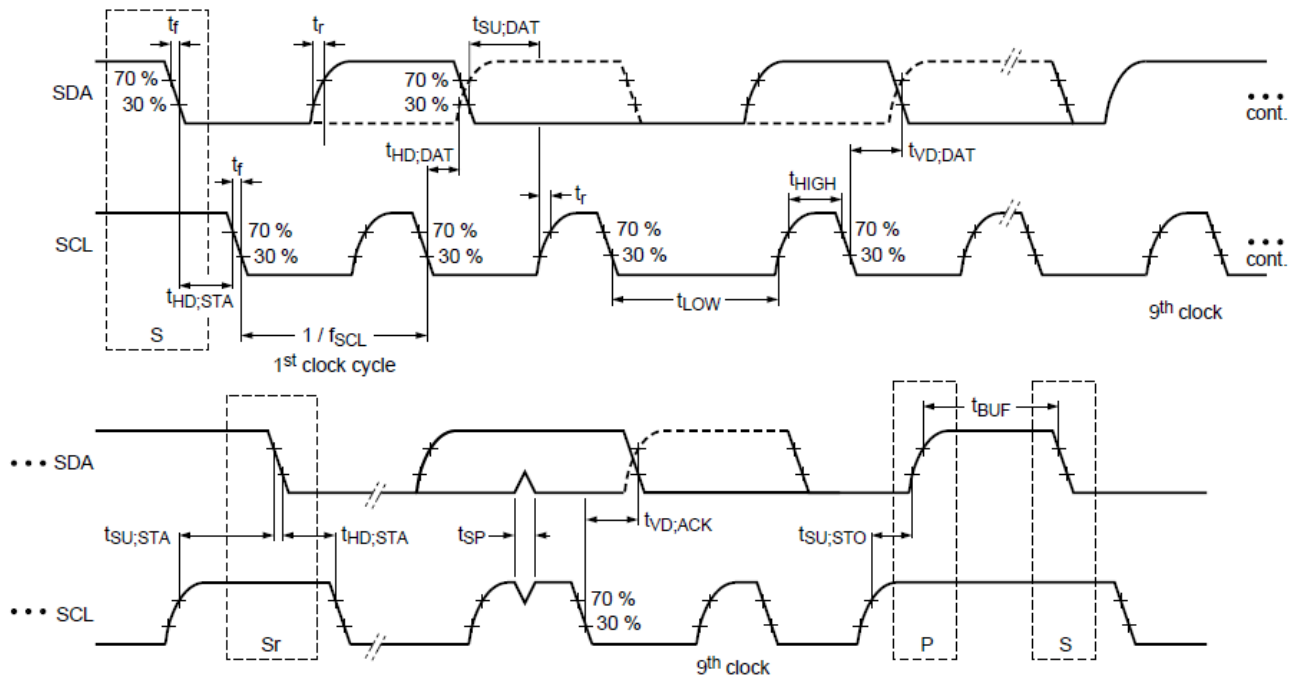 tf tr tSU;DAT
70 % 70 %
SDA
30 % 30 %
••• cont.
tHD;DAT tVD;DAT
tf tr tHIGH
70 % 70 % 70 % 70 %
SCL
30 % 30 % 30 % 30 %
••• cont.
tHD;STA tLOW
9th clock
S 1 / fSCL
1st clock cycle
tBUF
••• SDA
tSU;STA tHD;STA tSP tVD;ACK tSU;STO
70 %
••• SCL
30 %
Sr P S
9th clock